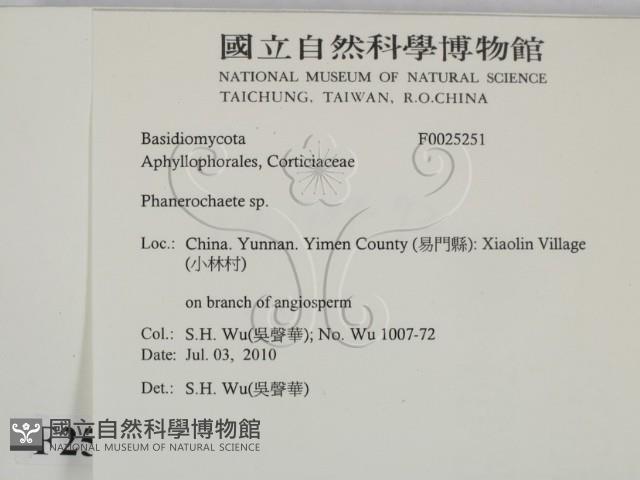 國立自然科學博物館
NATIONAL MUSEUM OF NATURAL SCIENCE
TAICHUNG, TAIWAN, R.O.CHINA
Basidiomycota F0025251
Aphyllophorales, Corticiaceae
Phanerochaete sp.
Loc.: China. Yunnan. Yimen County (易門縣): Xiaolin Village
(小林村)
on branch of angiosperm
Col.: S.H. Wu(吳聲華); No. Wu 1007-72
Date: Jul. 03, 2010
Det.: S.H. Wu(吳聲華)
國立自然科學博物館
NATIONAL MUSEUM OF NATURAL SCIENCE